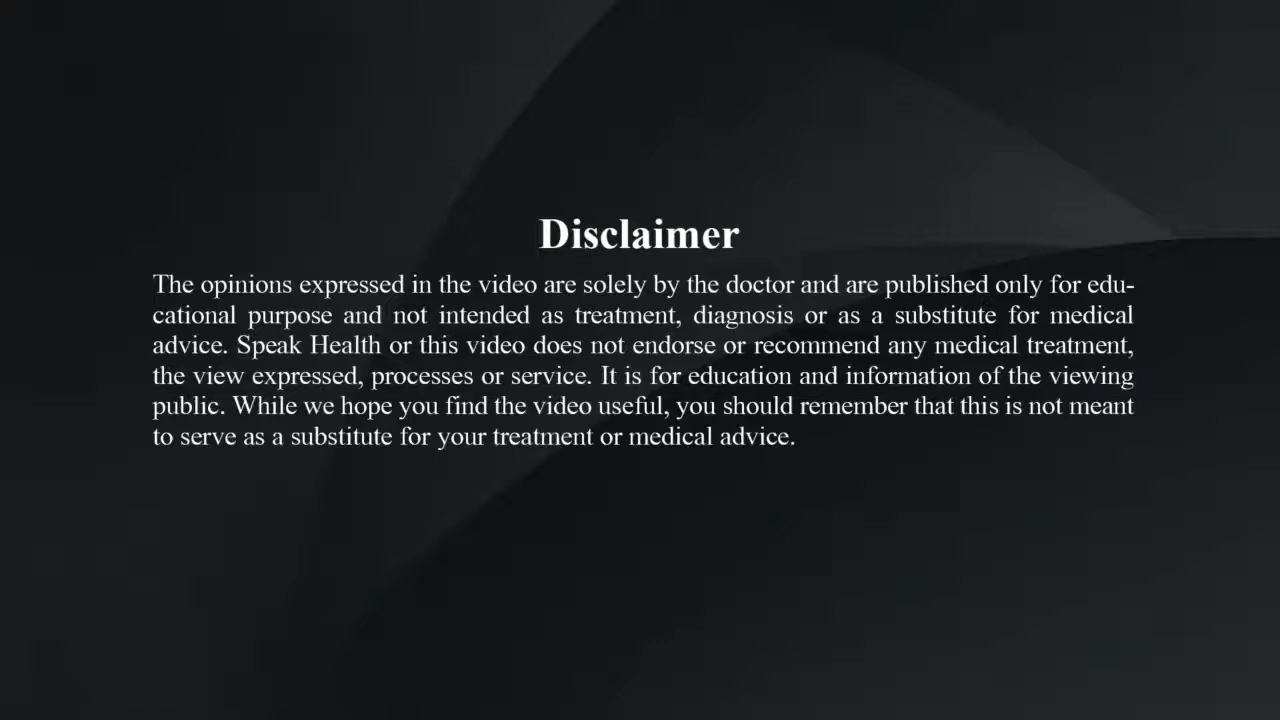 Disclaimer
The opinions expressed in the video are solely by the doctor and are published only for edu-
cational purpose and not intended as treatment, diagnosis or as a substitute for medical
advice. Speak Health or this video does not endorse or recommend any medical treatment,
the view expressed, processes or service. It is for education and information of the viewing
public. While we hope you find the video useful, you should remember that this is not meant
to serve as a substitute for your treatment or medical advice.